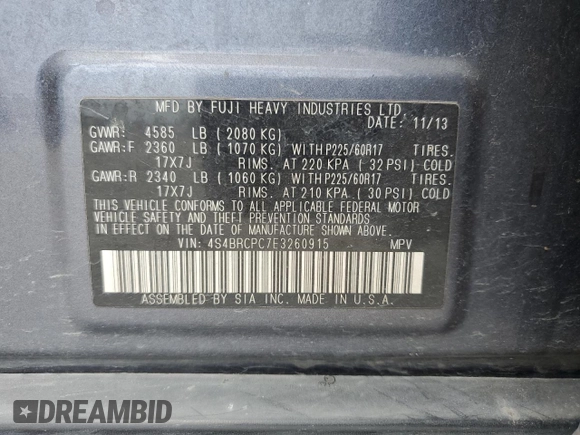 MFD BY FUJI HEAVY INDUSTRIES LTD.
DATE: 11/13
GVWR: 4585 LB (2080 KG)
GAWR:F 2360 LB (1070 KG) WITH P225/60R17 TIRES.
17X7J RIMS. AT 220 KPA (32 PSI) COLD
GAWR:R 2340 LB (1060 KG) WITH P225/60R17 TIRES.
17X7J RIMS. AT 210 KPA (30 PSI) COLD
THIS VEHICLE CONFORMS TO ALL APPLICABLE FEDERAL MOTOR
VEHICLE SAFETY AND THEFT PREVENTION STANDARDS
IN EFFECT ON THE DATE OF MANUFACTURE SHOWN ABOVE.
VIN: 4S4BRCPC7E3260915 MPV
ASSEMBLED BY SIA INC. MADE IN U.S.A.
DREAMBID